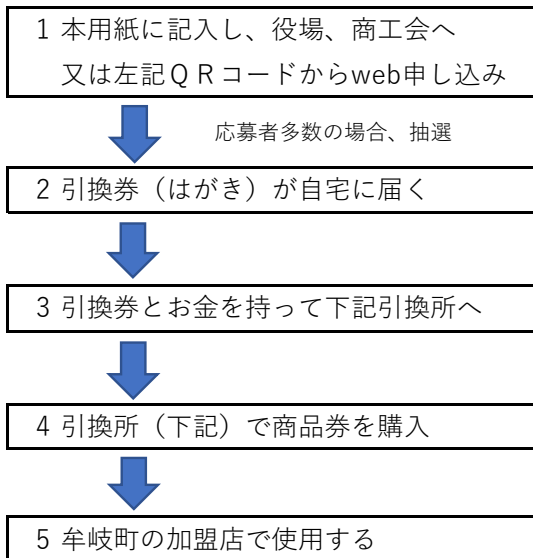 1 本用紙に記入し、役場、商工会へ
又は左記ＱＲコードからweb申し込み
応募者多数の場合、抽選
2 引換券（はがき）が自宅に届く
3 引換券とお金を持って下記引換所へ
4 引換所（下記）で商品券を購入
5 牟岐町の加盟店で使用する